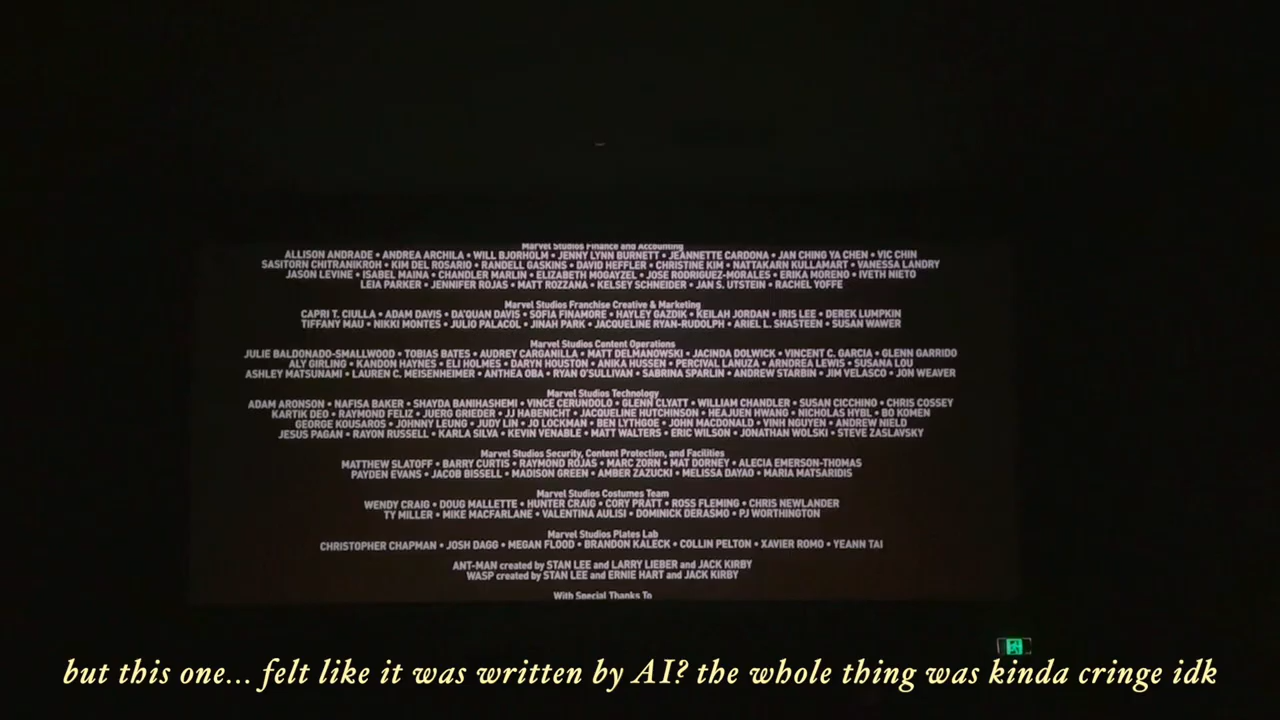 Marvel Studios Finance and Accounting
ALLISON ANDRADE • ANDREA ARCHILA • WILL BJORHOLM • JENNY LYNN BURNETT • JEANNETTE CARDONA • JAN CHING YA CHEN • VIC CHIN
SASITORN CHITRANIKROH • KIM DEL ROSARIO • RANDELL GASKINS • DAVID HEFFLER • CHRISTINE KIM • NATTAKARN KULLAMART • VANESSA LANDRY
JASON LEVINE • ISABEL MAINA • CHANDLER MARLIN • ELIZABETH MOGAYZEL • JOSÉ RODRIGUEZ-MORALES • ERIKA MORENO • IVETH NIETO
LEIA PARKER • JENNIFER ROJAS • MATT ROZZANA • KELSEY SCHNEIDER • JAN S. UTSTEIN • RACHEL YOFFE
Marvel Studios Franchise Creative & Marketing
CAPRI T. CIULLA • ADAM DAVIS • DA'QUAN DAVIS • SOFIA FINAMORE • HAYLEY GAZDIK • KEILAH JORDAN • IRIS LEE • DEREK LUMPKIN
TIFFANY MAU • NIKKI MONTES • JULIO PALACOL • JINAH PARK • JACQUELINE RYAN-RUDOLPH • ARIEL L. SHASTEEN • SUSAN WAWER
Marvel Studios Content Operations
JULIE BALDONADO-SMALLWOOD • TOBIAS BATES • AUDREY CARGANILLA • MATT DELMANOWSKI • JACINDA DOLWICK • VINCENT C. GARCIA • GLENN GARRIDO
ALY GIRLING • KANDON HAYNES • ELI HOLMES • DARYN HOUSTON • ANIKA HUSSEN • PERCIVAL LANUZA • ARNDREA LEWIS • SUSANA LOU
ASHLEY MATSUNAMI • LAUREN C. MEISENHEIMER • ANTHEA OBA • RYAN O'SULLIVAN • SABRINA SPARLIN • ANDREW STARBIN • JIM VELASCO • JON WEAVER
Marvel Studios Technology
ADAM ARONSON • NAFISA BAKER • SHAYDA BANIHASHEMI • VINCE CERUNDOLO • GLENN CLYATT • WILLIAM CHANDLER • SUSAN CICCHINO • CHRIS COSSEY
KARTIK DEO • RAYMOND FELIZ • JUERG GRIEDER • JJ HABENICHT • JACQUELINE HUTCHINSON • HEAJUEN HWANG • NICHOLAS HYBL • BO KOMEN
GEORGE KOUSAROS • JOHNNY LEUNG • JUDY LIN • JO LOCKMAN • BEN LYTHGOE • JOHN MACDONALD • VINH NGUYEN • ANDREW NIELD
JESUS PAGAN • RAYON RUSSELL • KARLA SILVA • KEVIN VENABLE • MATT WALTERS • ERIC WILSON • JONATHAN WOLSKI • STEVE ZASLAVSKY
Marvel Studios Security, Content Protection, and Facilities
MATTHEW SLATOFF • BARRY CURTIS • RAYMOND ROJAS • MARC ZORN • MAT DORNEY • ALECIA EMERSON-THOMAS
PAYDEN EVANS • JACOB BISSELL • MADISON GREEN • AMBER ZAZUCKI • MELISSA DAYAO • MARIA MATSARIDIS
Marvel Studios Costumes Team
WENDY CRAIG • DOUG MALLETTE • HUNTER CRAIG • CORY PRATT • ROSS FLEMING • CHRIS NEWLANDER
TY MILLER • MIKE MACFARLANE • VALENTINA AULISI • DOMINICK DERASMO • PJ WORTHINGTON
Marvel Studios Plates Lab
CHRISTOPHER CHAPMAN • JOSH DAGG • MEGAN FLOOD • BRANDON KALECK • COLLIN PELTON • XAVIER ROMO • YEANN TAI
ANT-MAN created by STAN LEE and LARRY LIEBER and JACK KIRBY
WASP created by STAN LEE and ERNIE HART and JACK KIRBY
With Special Thanks To
but this one... felt like it was written by AI? the whole thing was kinda cringe idk